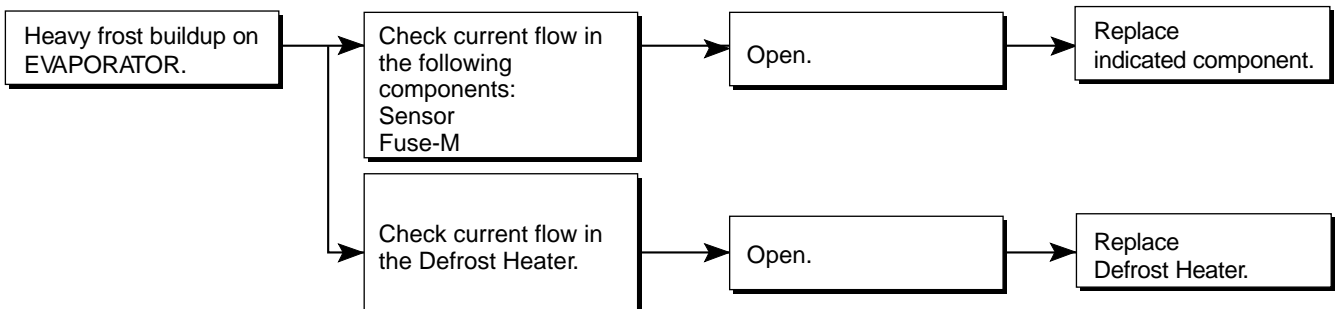 Heavy frost buildup on
EVAPORATOR.
Check current flow in
the following
components:
Sensor
Fuse-M
Open.
Replace
indicated component.
Check current flow in
the Defrost Heater.
Open.
Replace
Defrost Heater.